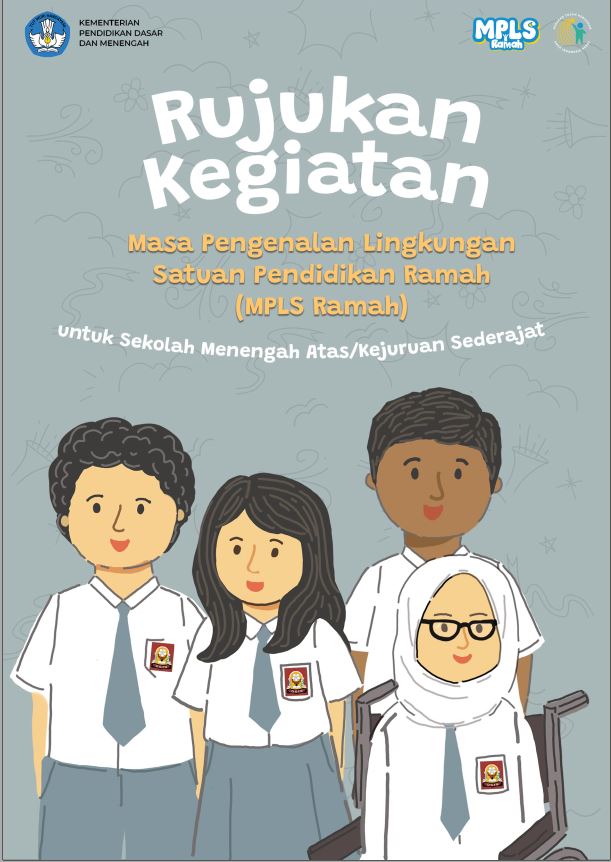 KEMENTERIAN
PENDIDIKAN DASAR
DAN MENENGAH
MPLS
Ramah
Rujukan
Kegiatan
Masa Pengenalan Lingkungan
Satuan Pendidikan Ramah
(MPLS Ramah)
untuk Sekolah Menengah Atas/Kejuruan Sederajat